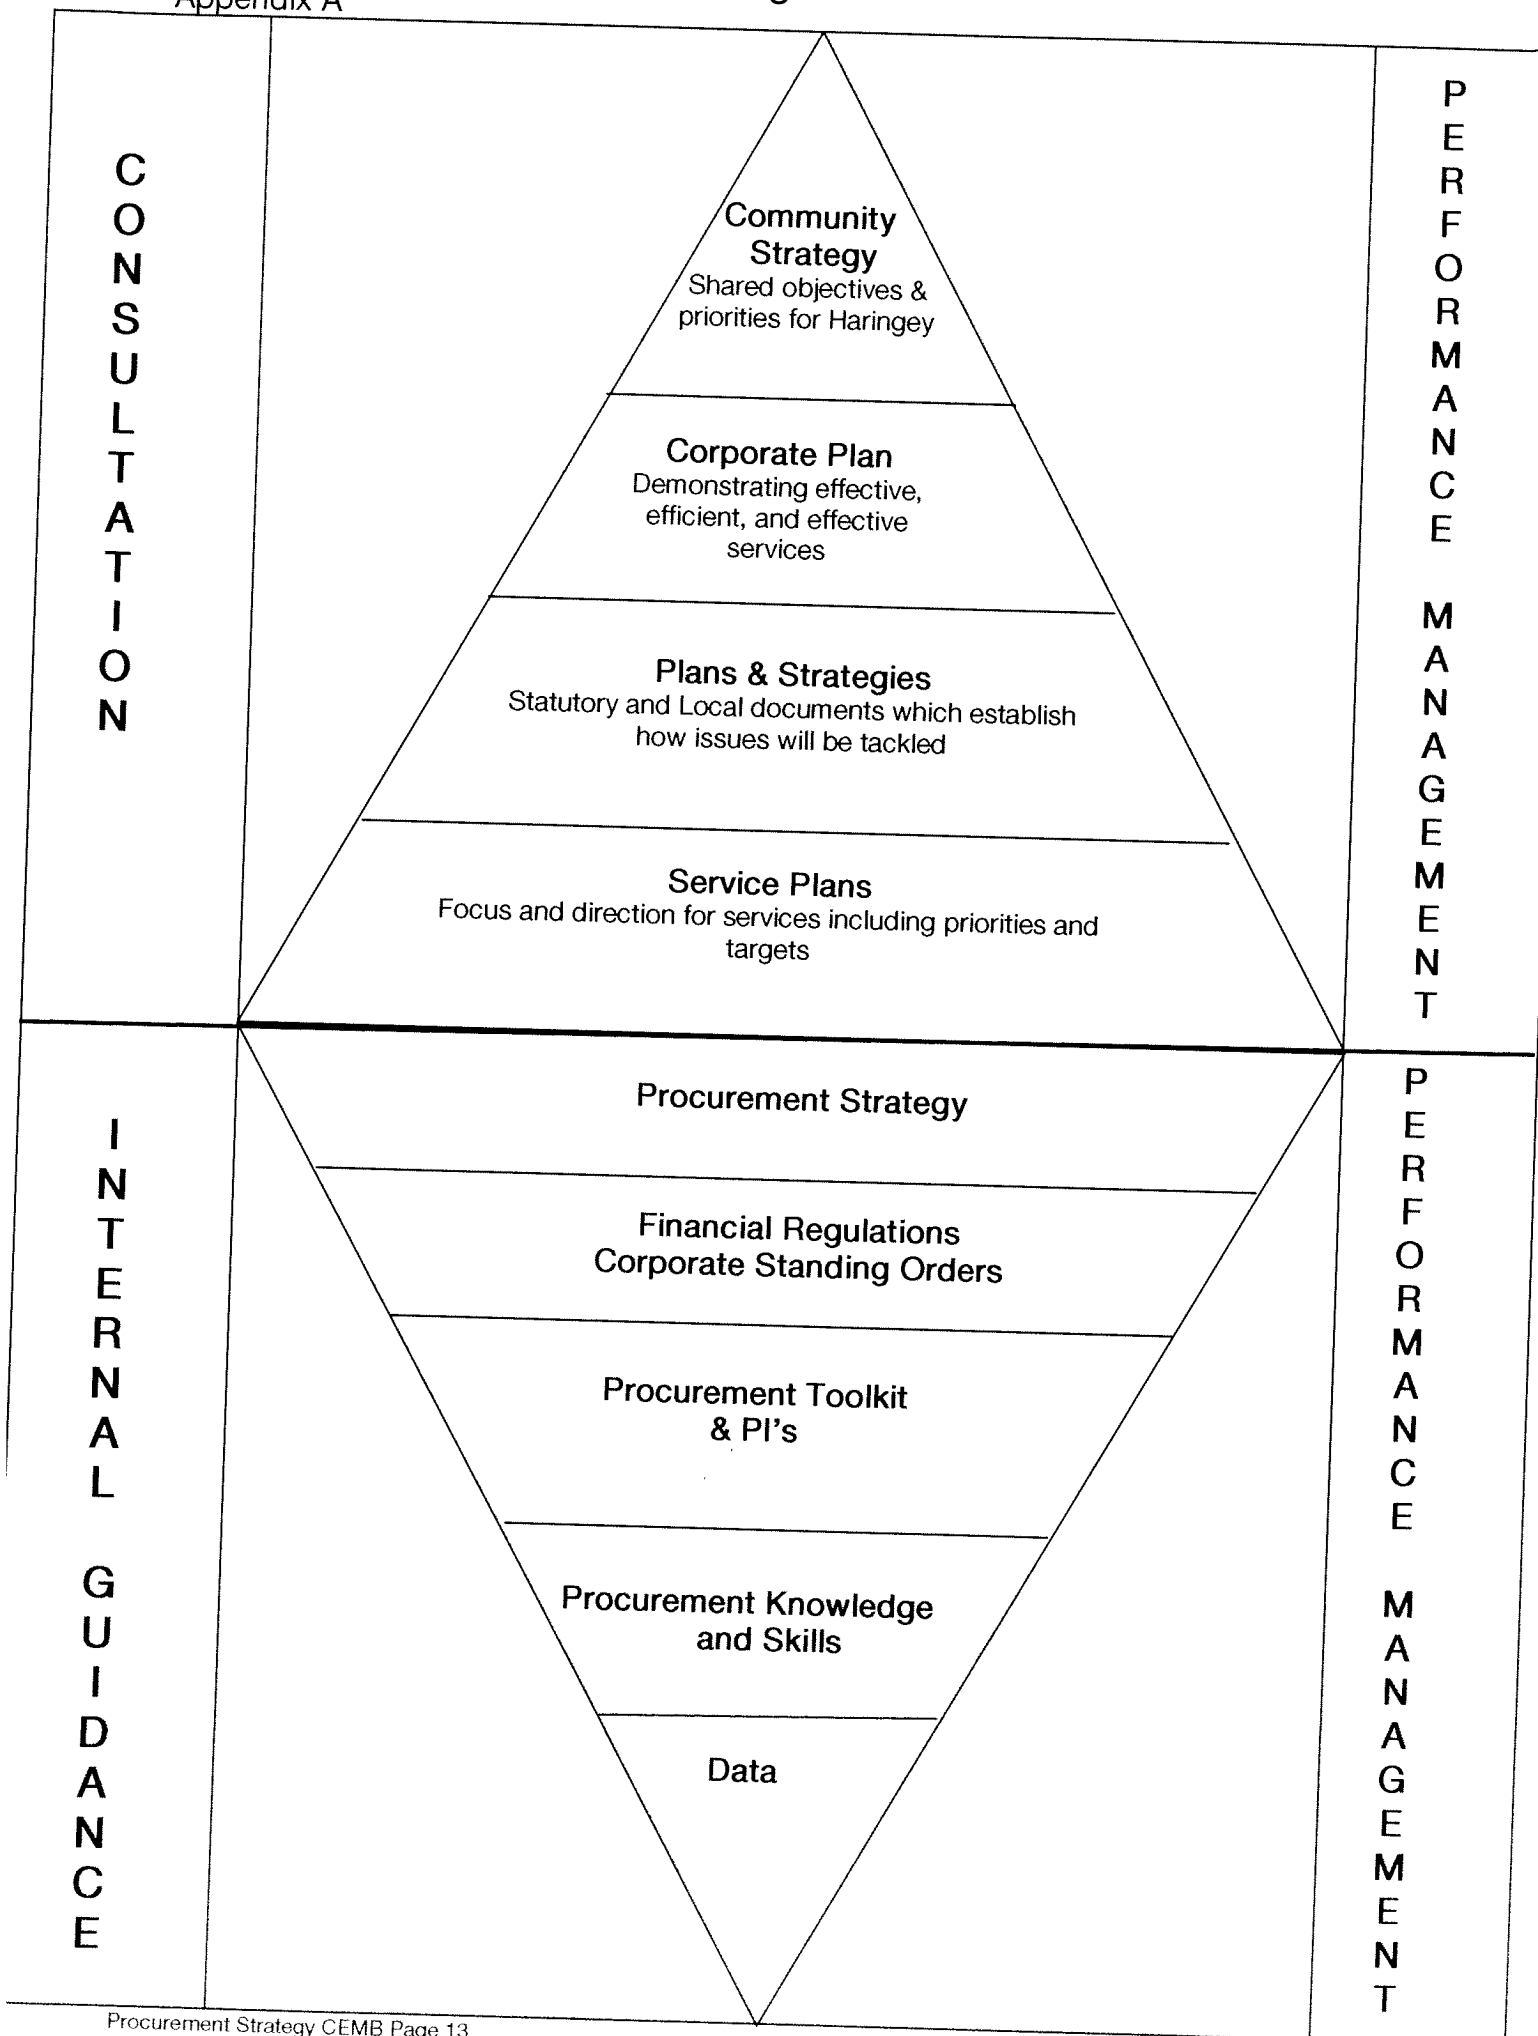 Appendix A
CONSULTATION
Community
Strategy
Shared objectives &
priorities for Haringey
Corporate Plan
Demonstrating effective,
efficient, and effective
services
Plans & Strategies
Statutory and Local documents which establish
how issues will be tackled
Service Plans
Focus and direction for services including priorities and
targets
PERFORMANCE MANAGEMENT
INTERNAL GUIDANCE
Procurement Strategy
Financial Regulations
Corporate Standing Orders
Procurement Toolkit
& PI's
Procurement Knowledge
and Skills
Data
PERFORMANCE MANAGEMENT
Procurement Strategy CEMB Page 13